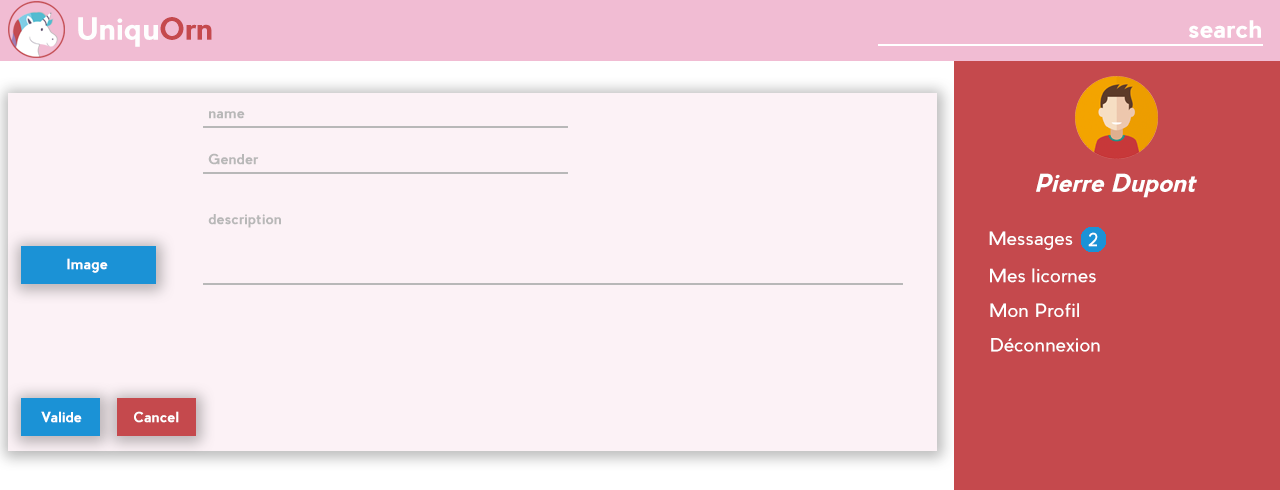 UniquOrn
search
name
Gender
description
Image
Valide
Cancel
Pierre Dupont
Messages 2
Mes licornes
Mon Profil
Déconnexion